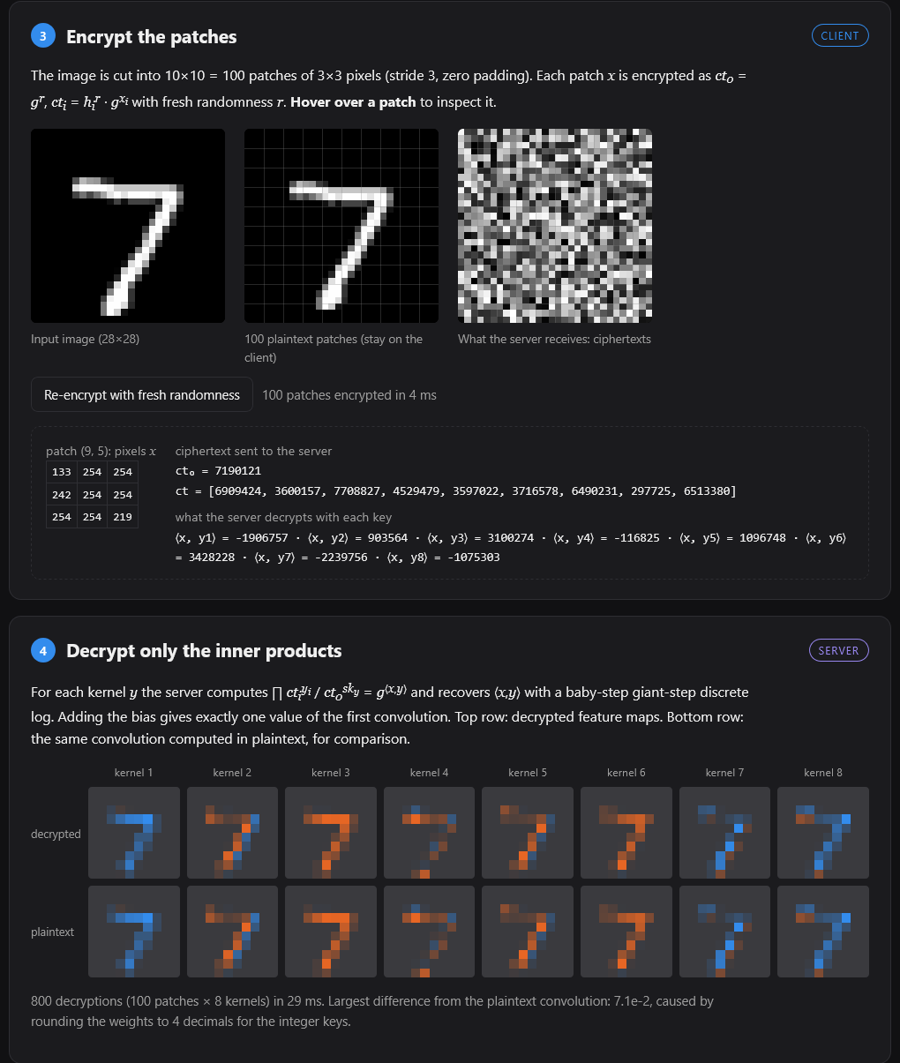 3 Encrypt the patches CLIENT
The image is cut into 10×10 = 100 patches of 3×3 pixels (stride 3, zero padding). Each patch x is encrypted as ct₀ =
gʳ, ctᵢ = hᵢʳ · gˣⁱ with fresh randomness r. Hover over a patch to inspect it.
Input image (28×28)
100 plaintext patches (stay on the
client)
What the server receives: ciphertexts
Re-encrypt with fresh randomness 100 patches encrypted in 4 ms
patch (9, 5): pixels x
133 254 254
242 254 254
254 254 219
ciphertext sent to the server
ct₀ = 7190121
ct = [6909424, 3600157, 7708827, 4529479, 3597022, 3716578, 6490231, 297725, 6513380]
what the server decrypts with each key
⟨x, y1⟩ = -1906757 · ⟨x, y2⟩ = 903564 · ⟨x, y3⟩ = 3100274 · ⟨x, y4⟩ = -116825 · ⟨x, y5⟩ = 1096748 · ⟨x, y6⟩
= 3428228 · ⟨x, y7⟩ = -2239756 · ⟨x, y8⟩ = -1075303
4 Decrypt only the inner products SERVER
For each kernel y the server computes ∏ ctᵢ^yᵢ / ct₀^sk_y = g^⟨x,y⟩ and recovers ⟨x,y⟩ with a baby-step giant-step discrete
log. Adding the bias gives exactly one value of the first convolution. Top row: decrypted feature maps. Bottom row:
the same convolution computed in plaintext, for comparison.
kernel 1 kernel 2 kernel 3 kernel 4 kernel 5 kernel 6 kernel 7 kernel 8
decrypted
plaintext
800 decryptions (100 patches × 8 kernels) in 29 ms. Largest difference from the plaintext convolution: 7.1e-2, caused by
rounding the weights to 4 decimals for the integer keys.